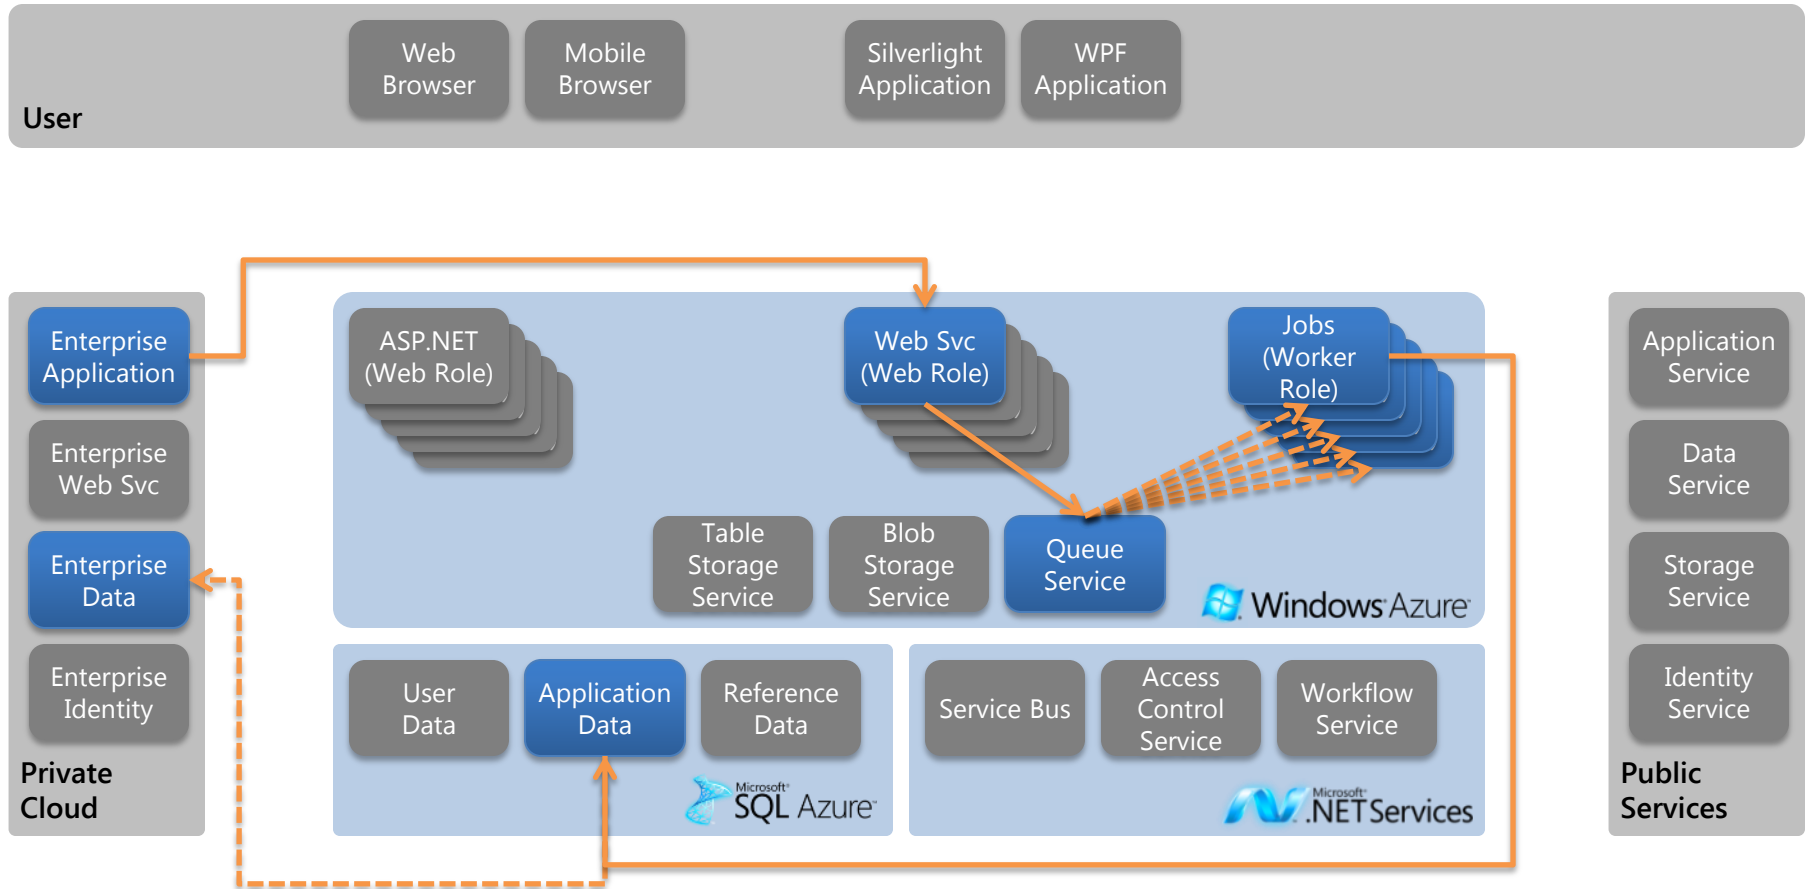 Web
Browser
Mobile
Browser
Silverlight
Application
WPF
Application
User
Enterprise
Application
Enterprise
Web Svc
Enterprise
Data
Enterprise
Identity
Private
Cloud
ASP.NET
(Web Role)
Web Svc
(Web Role)
Jobs
(Worker
Role)
Table
Storage
Service
Blob
Storage
Service
Queue
Service
Windows Azure
User
Data
Application
Data
Reference
Data
Microsoft®
SQL Azure™
Service Bus
Access
Control
Service
Workflow
Service
Microsoft®
.NET Services
Application
Service
Data
Service
Storage
Service
Identity
Service
Public
Services